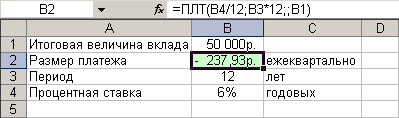 B2 =ПЛТ(B4/12;B3*12;;B1)
A B C D
1 Итоговая величина вклада 50 000р.
2 Размер платежа - 237,93р. ежеквартально
3 Период 12 лет
4 Процентная ставка 6% годовых
5